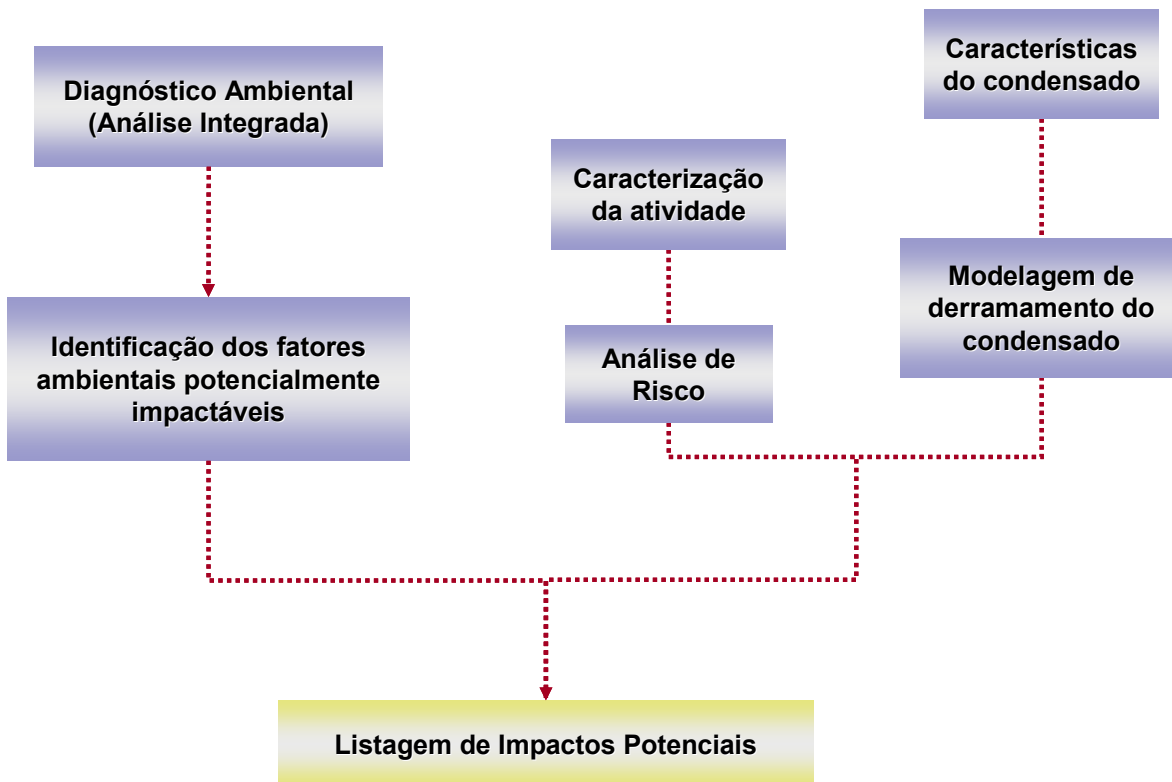 Diagnóstico Ambiental
(Análise Integrada)
Características
do condensado
Caracterização
da atividade
Identificação dos fatores
ambientais potencialmente
impactáveis
Análise de
Risco
Modelagem de
derramamento do
condensado
Listagem de Impactos Potenciais